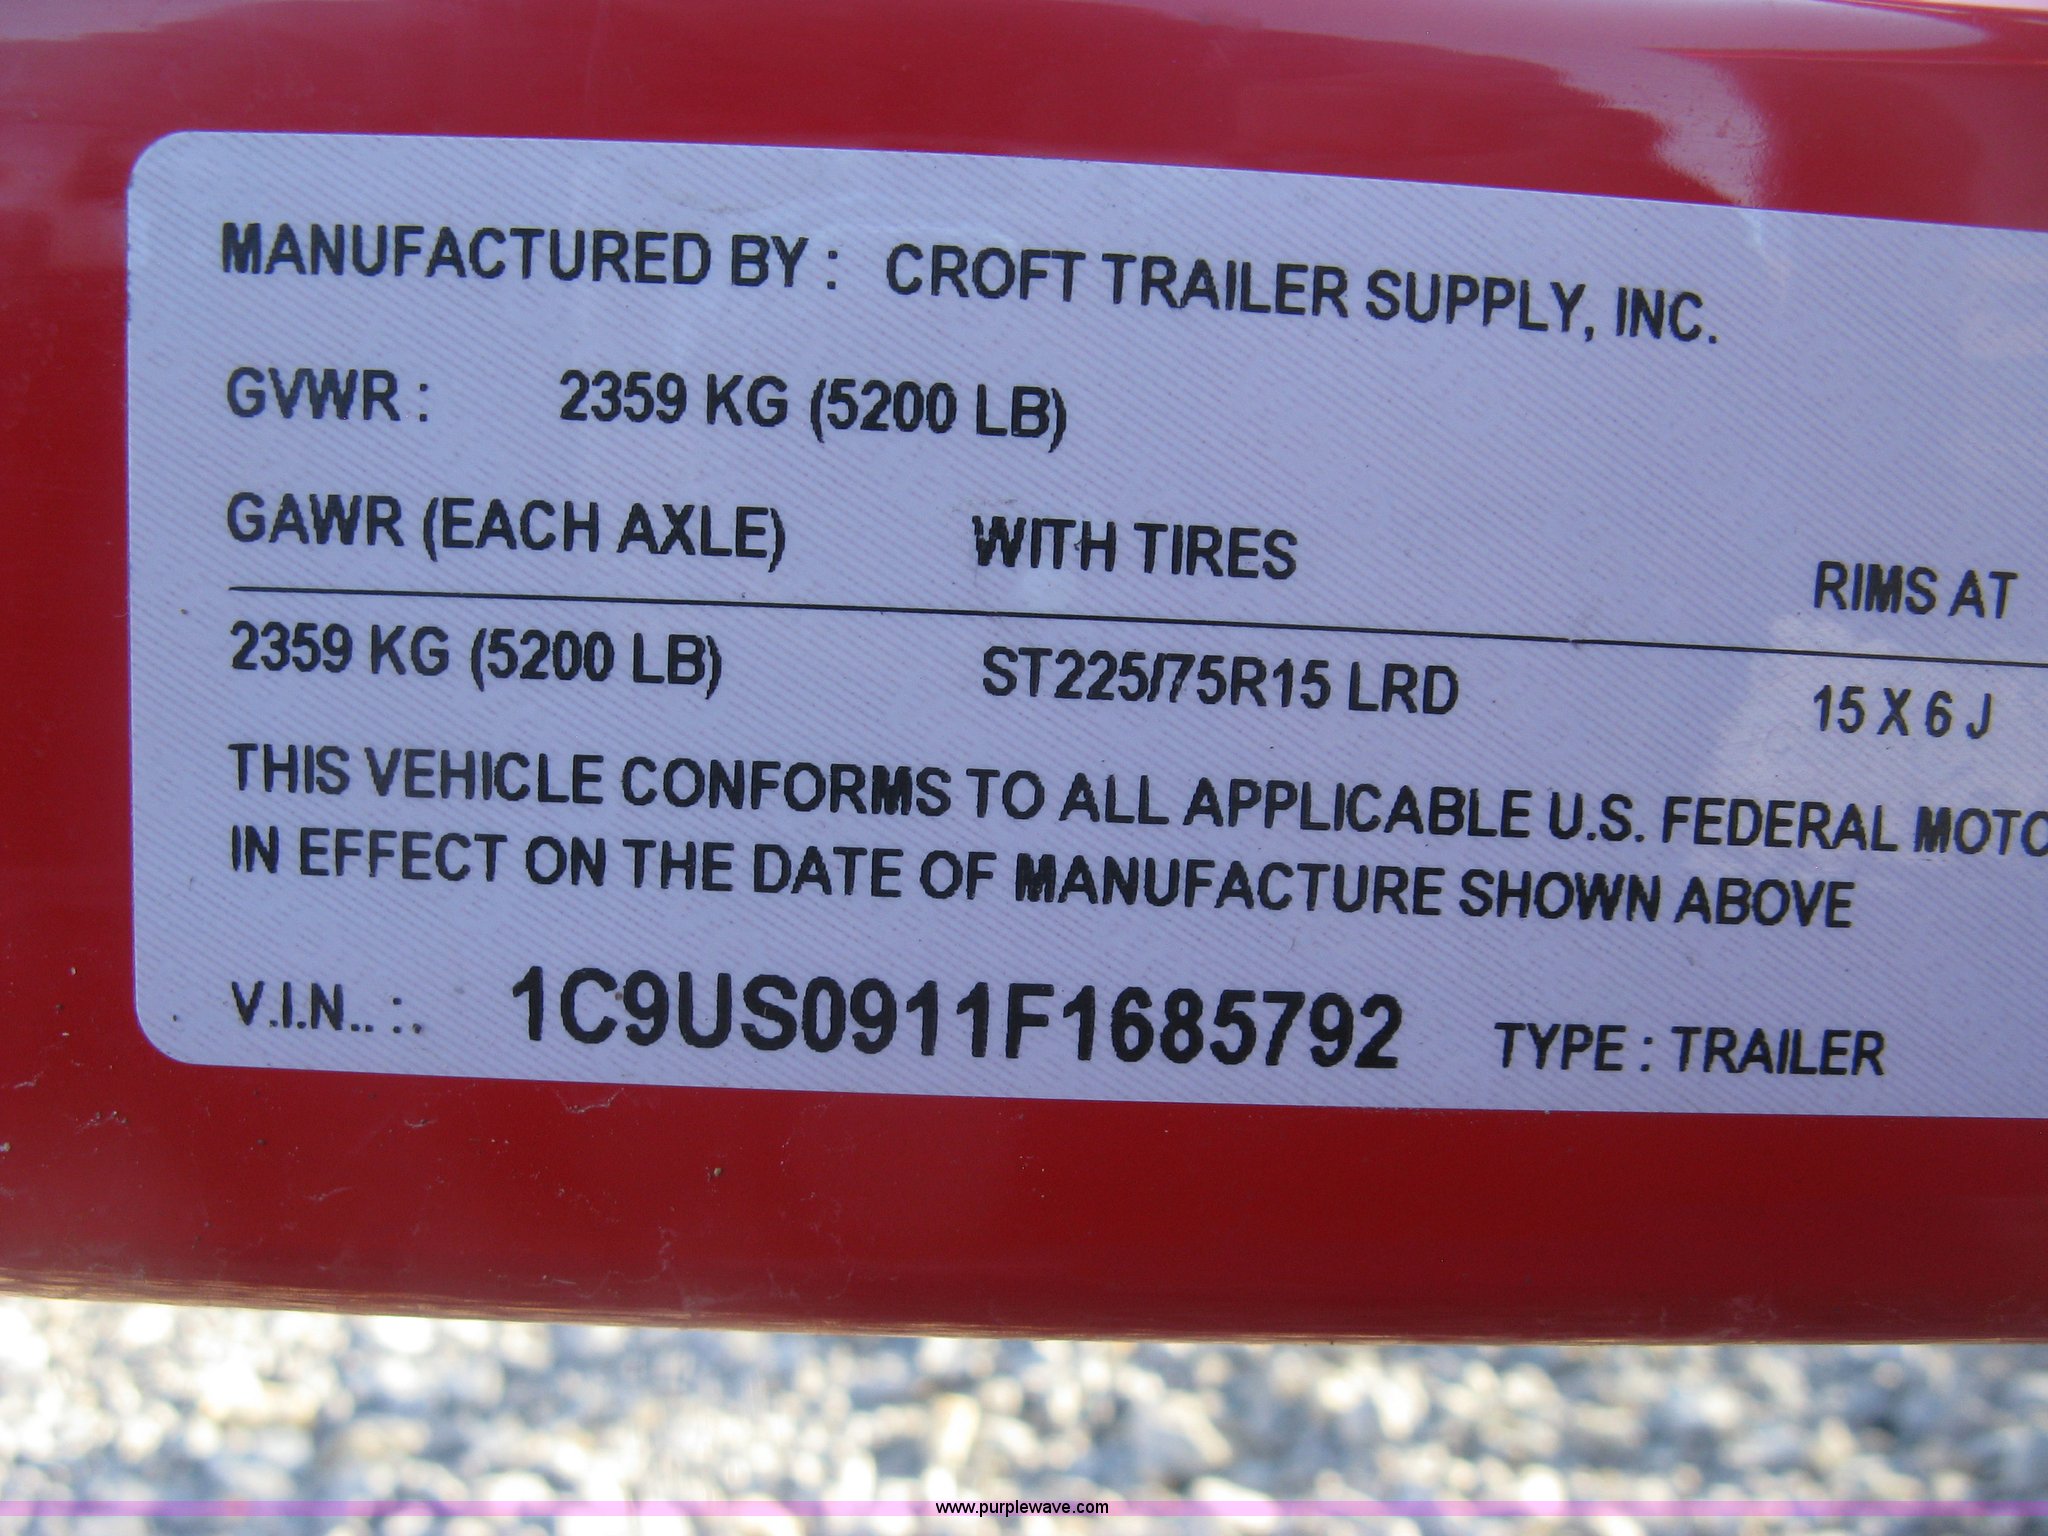 MANUFACTURED BY : CROFT TRAILER SUPPLY, INC.
GVWR : 2359 KG (5200 LB)
GAWR (EACH AXLE) WITH TIRES RIMS AT
2359 KG (5200 LB) ST225/75R15 LRD 15 X 6 J
THIS VEHICLE CONFORMS TO ALL APPLICABLE U.S. FEDERAL MOTO
IN EFFECT ON THE DATE OF MANUFACTURE SHOWN ABOVE
V.I.N.. :. 1C9US0911F1685792 TYPE : TRAILER
www.purplewave.com